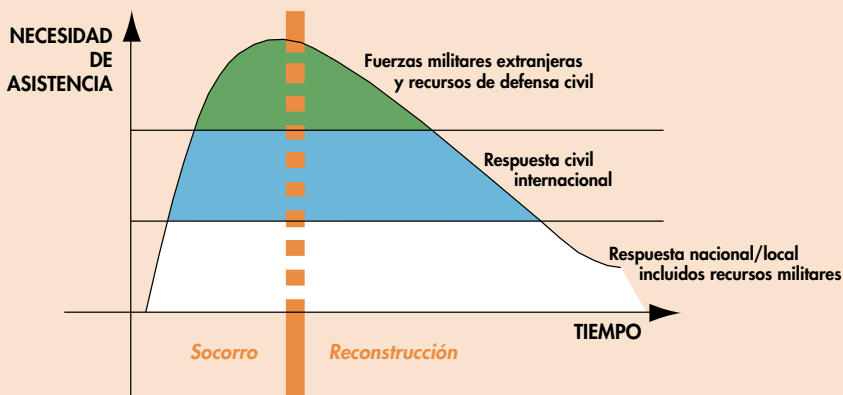 NECESIDAD
DE
ASISTENCIA
Fuerzas militares extranjeras
y recursos de defensa civil
Respuesta civil
internacional
Respuesta nacional/local
incluidos recursos militares
TIEMPO
Socorro
Reconstrucción